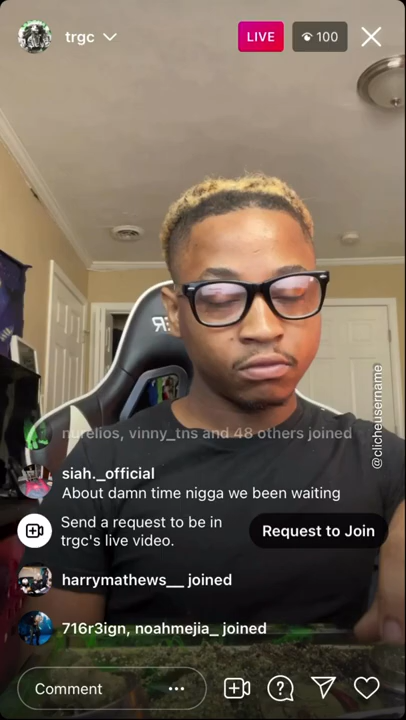 trgc
LIVE
100
@clicheusername
nurelios, vinny_tns and 48 others joined
siah._official
About damn time nigga we been waiting
Send a request to be in
trgc's live video.
Request to Join
harrymathews__ joined
716r3ign, noahmejia_ joined
Comment